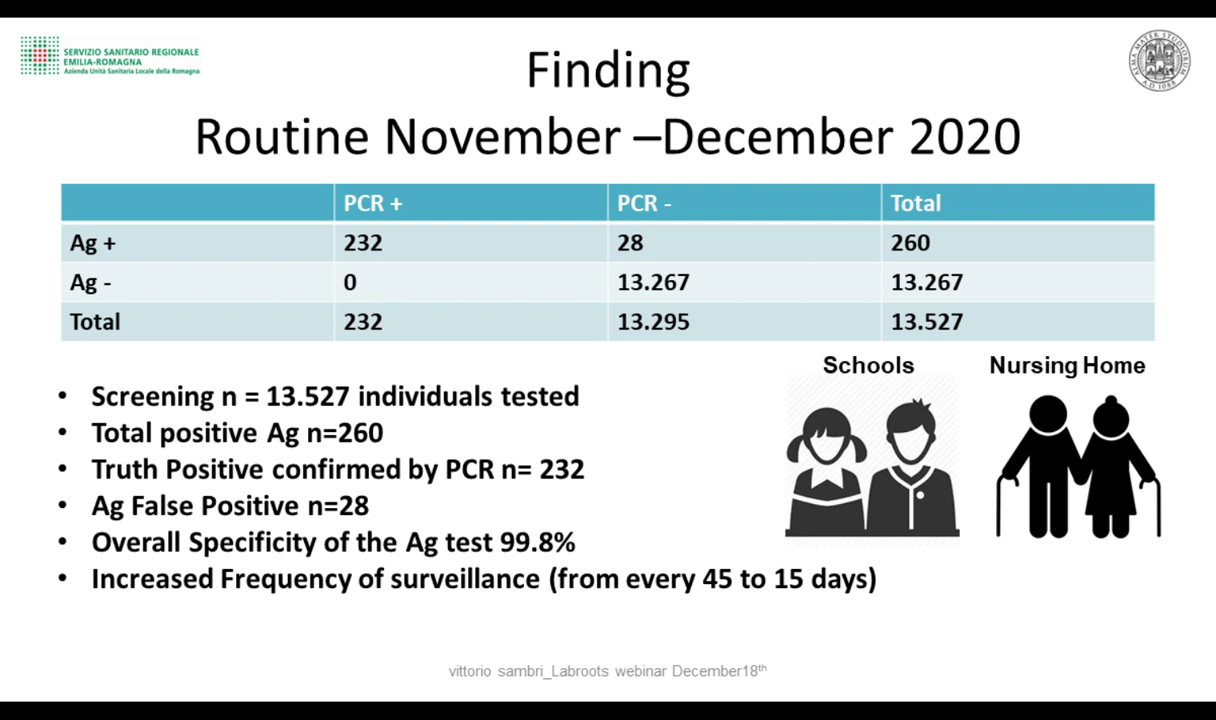 SERVIZIO SANITARIO REGIONALE
EMILIA-ROMAGNA
Azienda Unità Sanitaria Locale della Romagna
ALMA MATER STUDIORUM
A.D. 1088
Finding
Routine November –December 2020
PCR + PCR - Total
Ag + 232 28 260
Ag - 0 13.267 13.267
Total 232 13.295 13.527
Schools Nursing Home
• Screening n = 13.527 individuals tested
• Total positive Ag n=260
• Truth Positive confirmed by PCR n= 232
• Ag False Positive n=28
• Overall Specificity of the Ag test 99.8%
• Increased Frequency of surveillance (from every 45 to 15 days)
vittorio sambri_Labroots webinar December18th